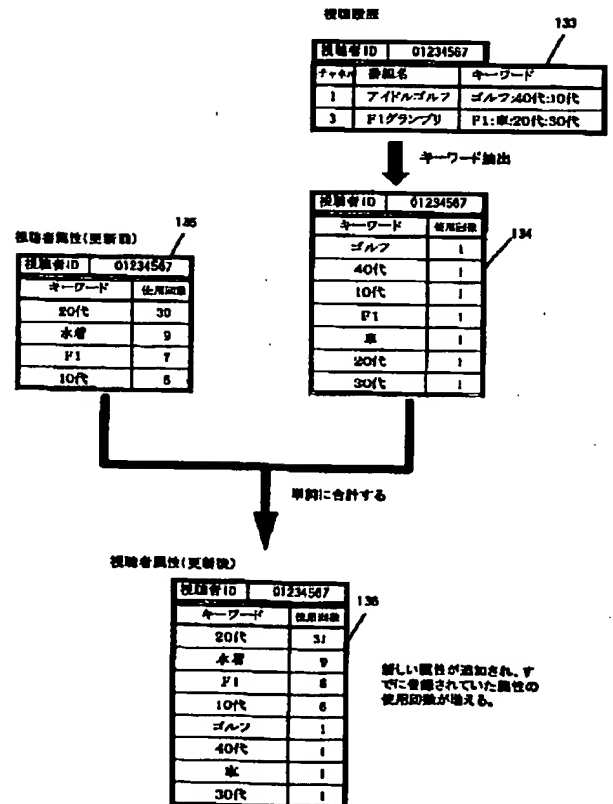 視聴履歴
133
視聴者ID 01234567
チャネル 番組名 キーワード
1 アイドルゴルフ ゴルフ:40代:10代
3 F1グランプリ F1:車:20代:30代
キーワード抽出
視聴者ID 01234567
134
キーワード 使用回数
ゴルフ 1
40代 1
10代 1
F1 1
車 1
20代 1
30代 1
視聴者属性(更新前)
135
視聴者ID 01234567
キーワード 使用回数
20代 30
水着 9
F1 7
10代 5
単純に合計する
視聴者属性(更新後)
136
視聴者ID 01234567
キーワード 使用回数
20代 31
水着 9
F1 8
10代 6
ゴルフ 1
40代 1
車 1
30代 1
新しい属性が追加され、す
でに登録されていた属性の
使用回数が増える。